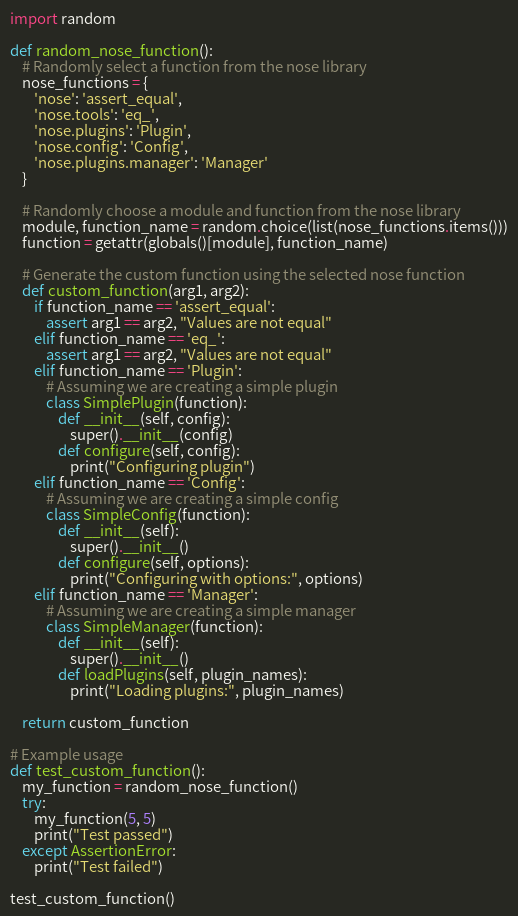 import random

def random_nose_function():
    # Randomly select a function from the nose library
    nose_functions = {
        'nose': 'assert_equal',
        'nose.tools': 'eq_',
        'nose.plugins': 'Plugin',
        'nose.config': 'Config',
        'nose.plugins.manager': 'Manager'
    }

    # Randomly choose a module and function from the nose library
    module, function_name = random.choice(list(nose_functions.items()))
    function = getattr(globals()[module], function_name)

    # Generate the custom function using the selected nose function
    def custom_function(arg1, arg2):
        if function_name == 'assert_equal':
            assert arg1 == arg2, "Values are not equal"
        elif function_name == 'eq_':
            assert arg1 == arg2, "Values are not equal"
        elif function_name == 'Plugin':
            # Assuming we are creating a simple plugin
            class SimplePlugin(function):
                def __init__(self, config):
                    super().__init__(config)
                def configure(self, config):
                    print("Configuring plugin")
        elif function_name == 'Config':
            # Assuming we are creating a simple config
            class SimpleConfig(function):
                def __init__(self):
                    super().__init__()
                def configure(self, options):
                    print("Configuring with options:", options)
        elif function_name == 'Manager':
            # Assuming we are creating a simple manager
            class SimpleManager(function):
                def __init__(self):
                    super().__init__()
                def loadPlugins(self, plugin_names):
                    print("Loading plugins:", plugin_names)

    return custom_function

# Example usage
def test_custom_function():
    my_function = random_nose_function()
    try:
        my_function(5, 5)
        print("Test passed")
    except AssertionError:
        print("Test failed")

test_custom_function()